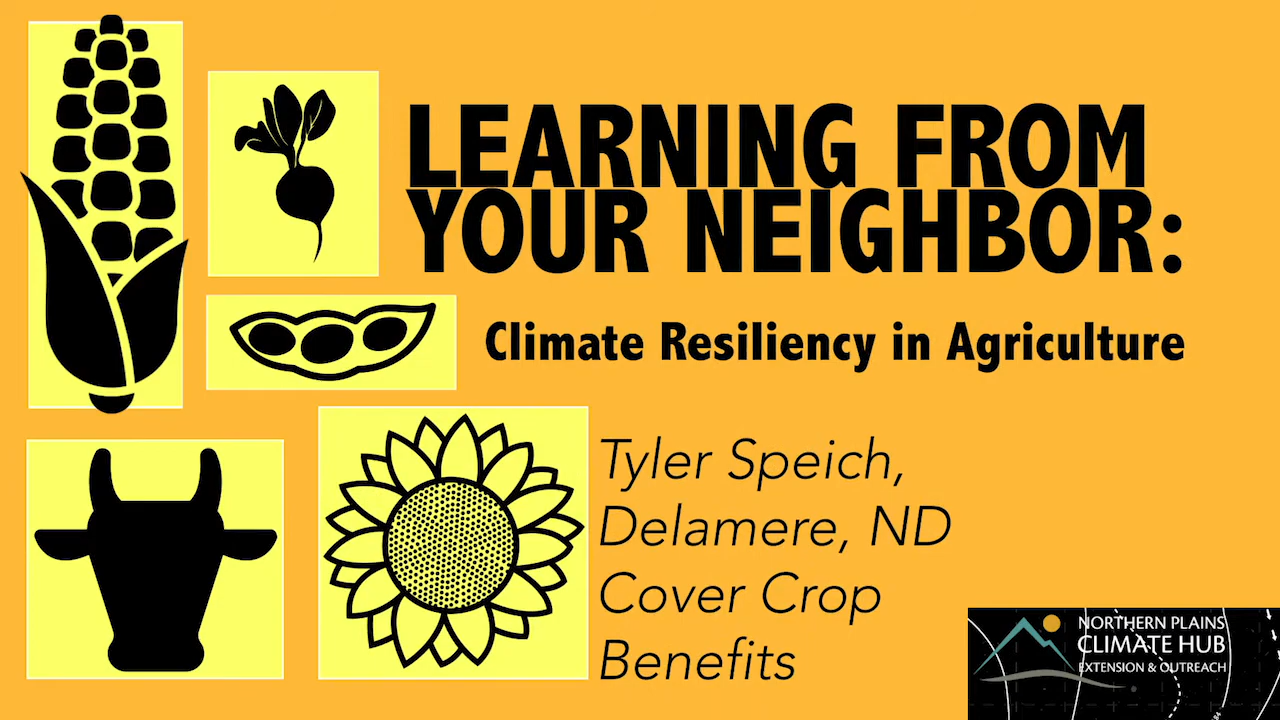 LEARNING FROM
YOUR NEIGHBOR:
Climate Resiliency in Agriculture
Tyler Speich,
Delamere, ND
Cover Crop
Benefits
NORTHERN PLAINS
CLIMATE HUB
EXTENSION & OUTREACH